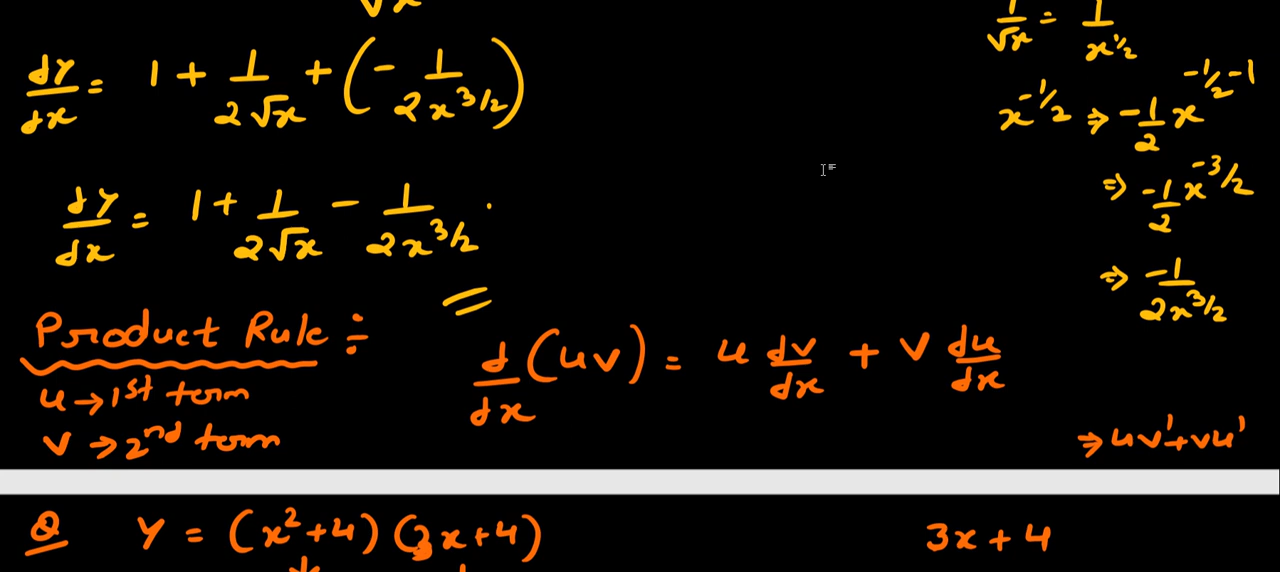 √x
dy/dx = 1 + 1/(2√x) + (- 1/(2x^3/2))
dy/dx = 1 + 1/(2√x) - 1/(2x^3/2) .
1/√x = 1/x^1/2
x^-1/2 ⇒ -1/2 x^-1/2-1
⇒ -1/2 x^-3/2
⇒ -1/(2x^3/2)
Product Rule ÷
u → 1st term
v → 2nd term
d/dx (uv) = u dv/dx + v du/dx
⇒ uv' + vu'
Q y = (x² + 4) (3x + 4)
3x + 4